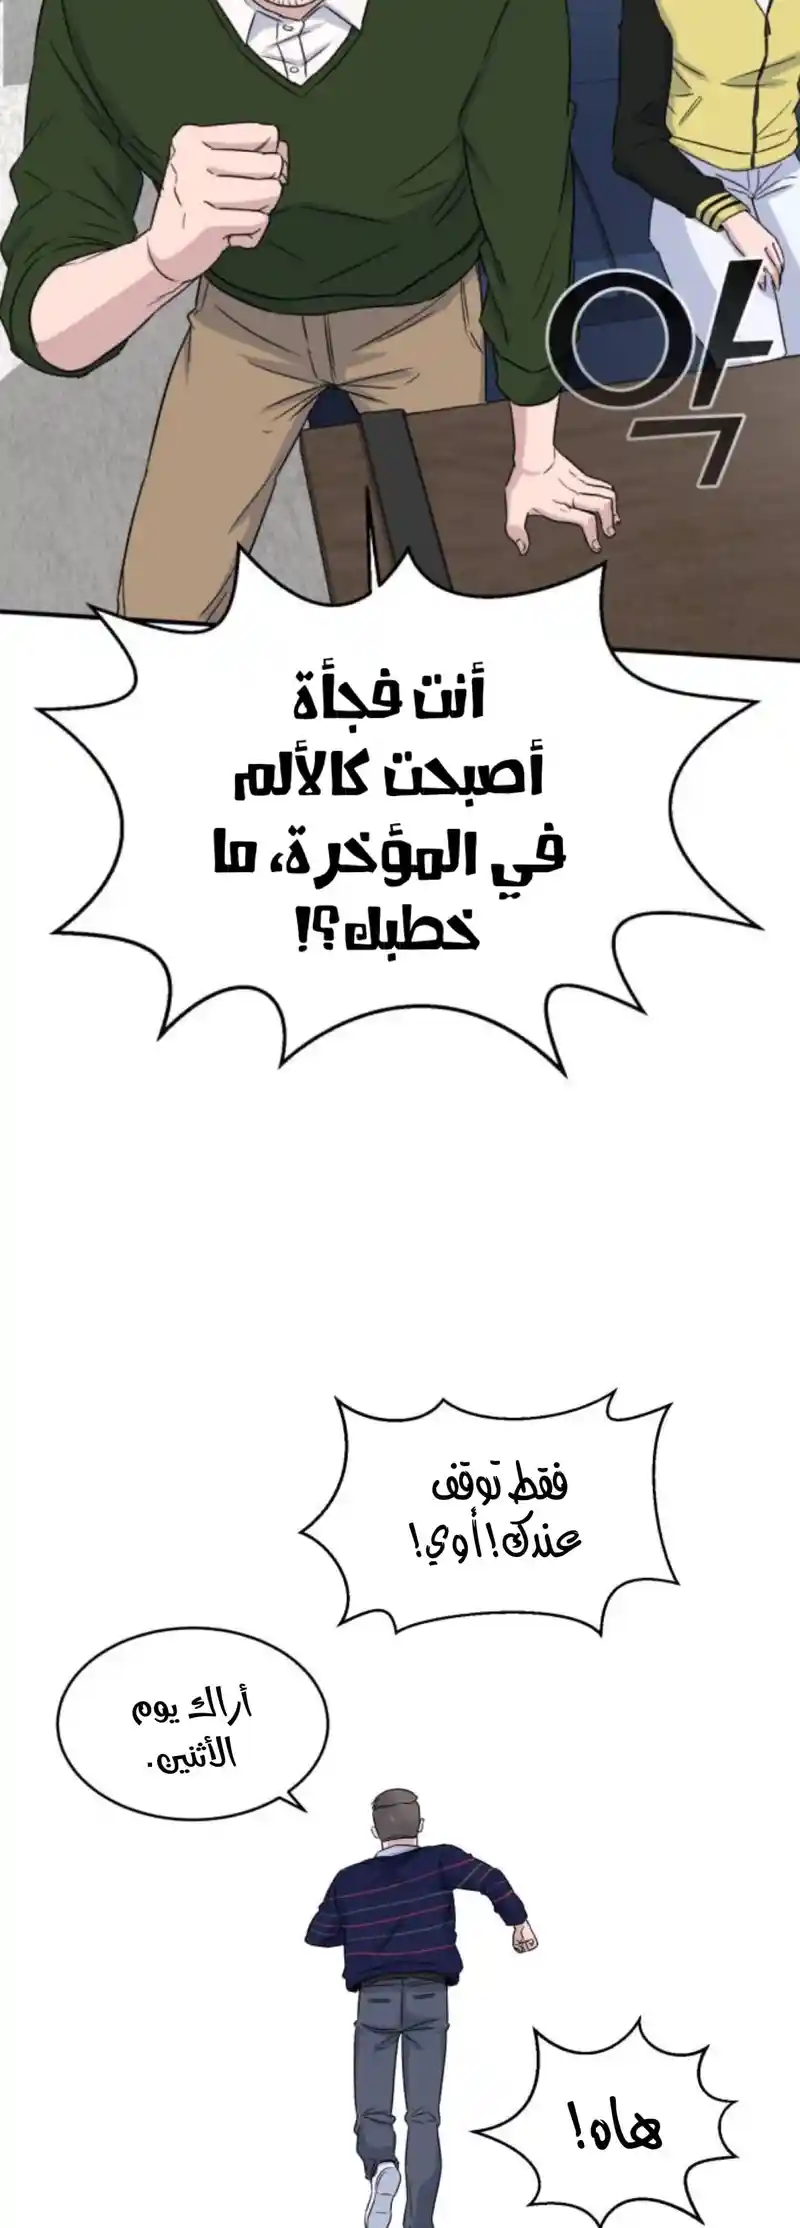 악
أنت فجأة
أصبحت كالألم
في المؤخرة، ما
خطبك؟!
فقط توقف
عندك! أوي!
أراك يوم
الأثنين.
هاه!